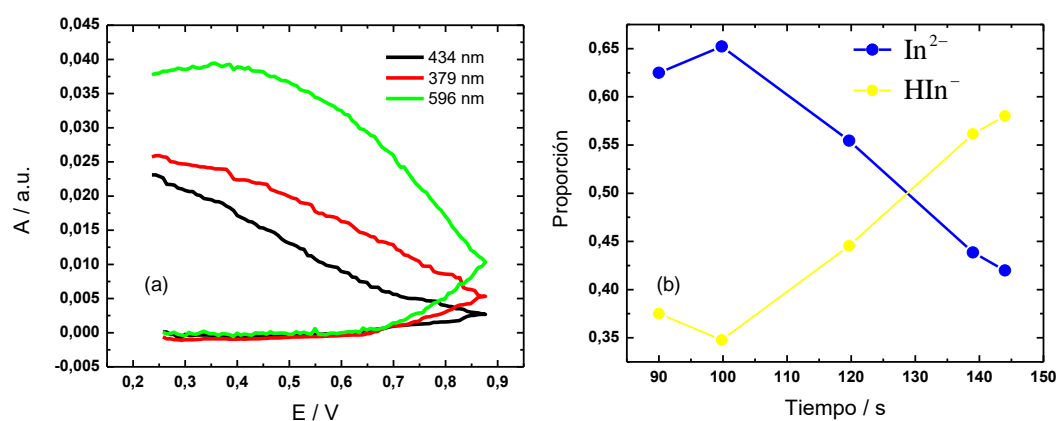 0,045
0,040
0,035
0,030
0,025
0,020
0,015
0,010
0,005
0,000
-0,005
A / a.u.
434 nm
379 nm
596 nm
(a)
0,2 0,3 0,4 0,5 0,6 0,7 0,8 0,9
E / V
0,65
0,60
0,55
0,50
0,45
0,40
0,35
Proporción
In²⁻
HIn⁻
(b)
90 100 110 120 130 140 150
Tiempo / s